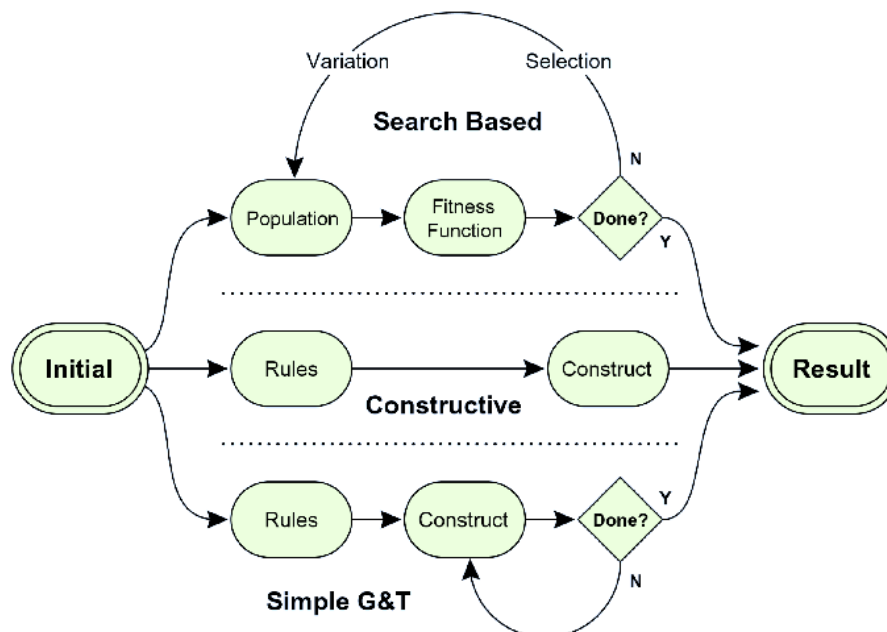 Variation
Selection
Search Based
N
Population
Fitness
Function
Done?
Y
Initial
Rules
Construct
Result
Constructive
Rules
Construct
Done?
Y
N
Simple G&T